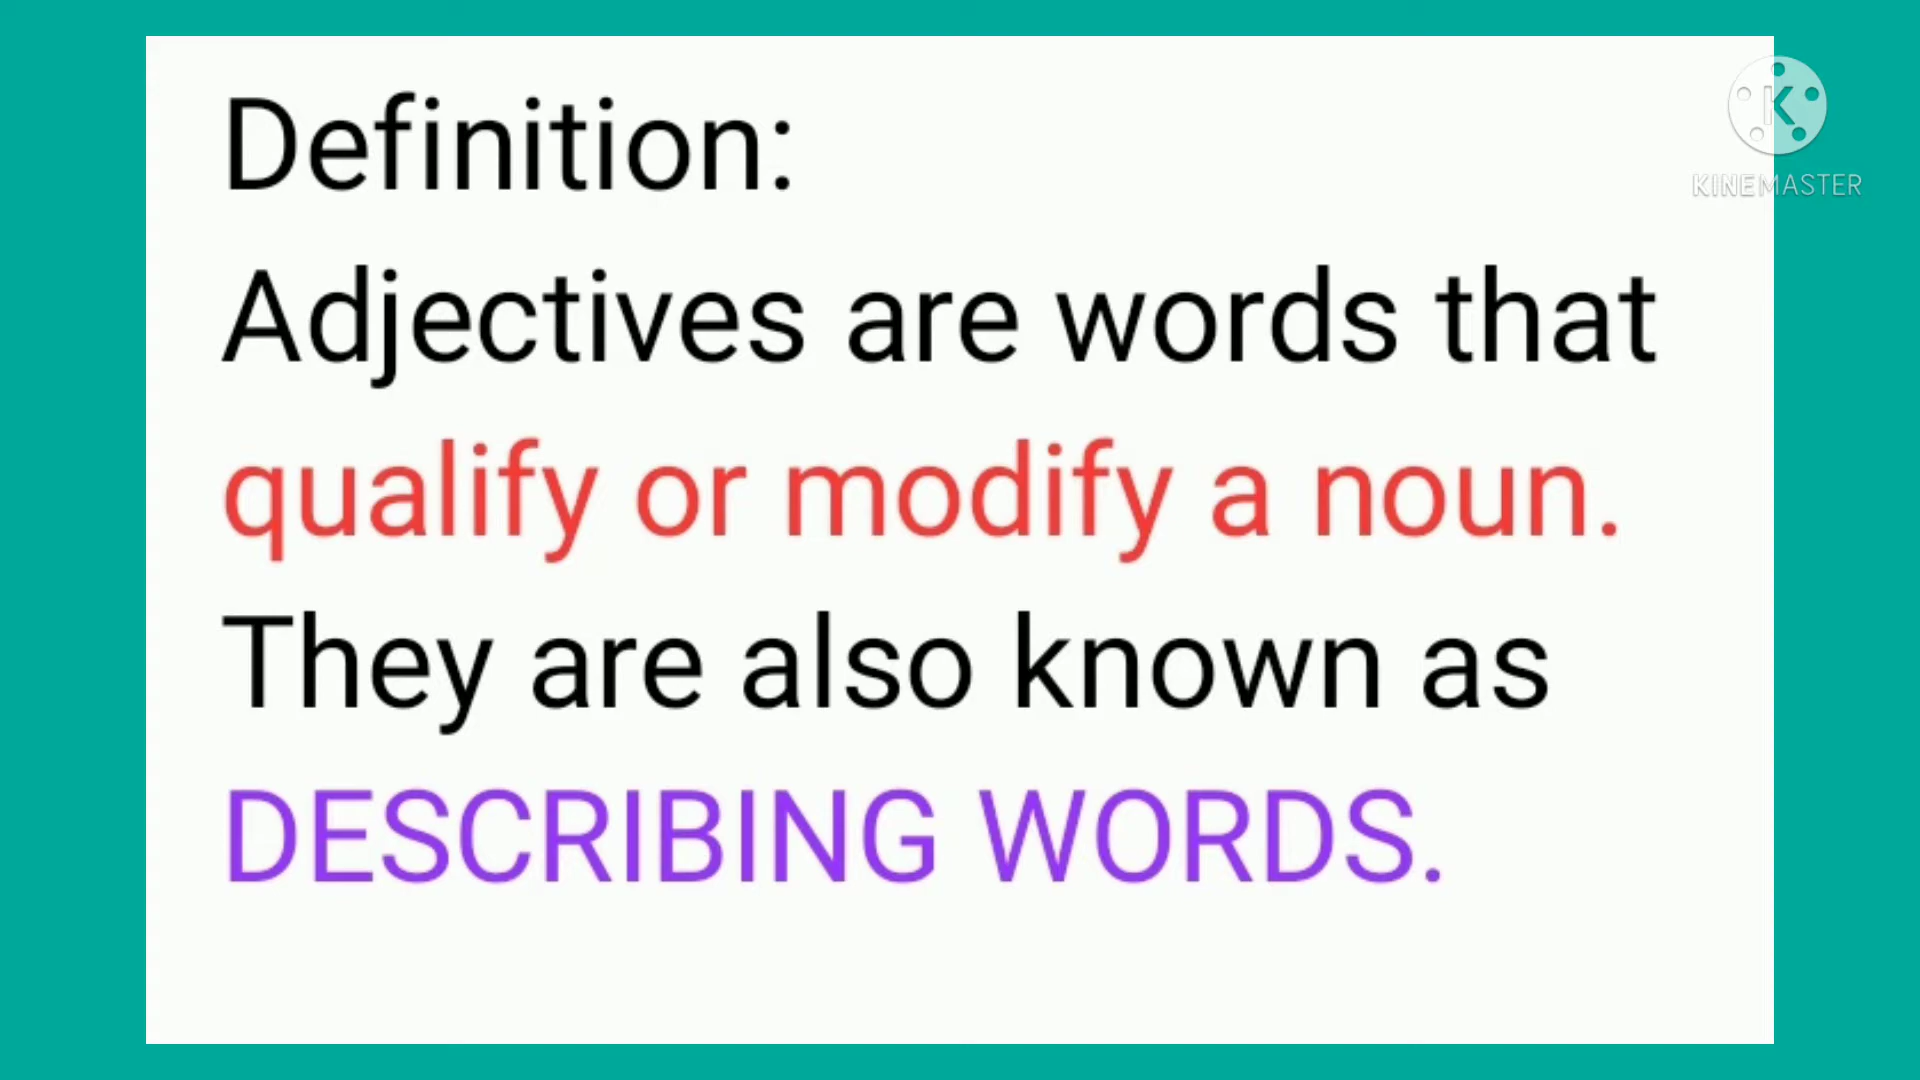 Definition:
Adjectives are words that
qualify or modify a noun.
They are also known as
DESCRIBING WORDS.
K
KINEMASTER